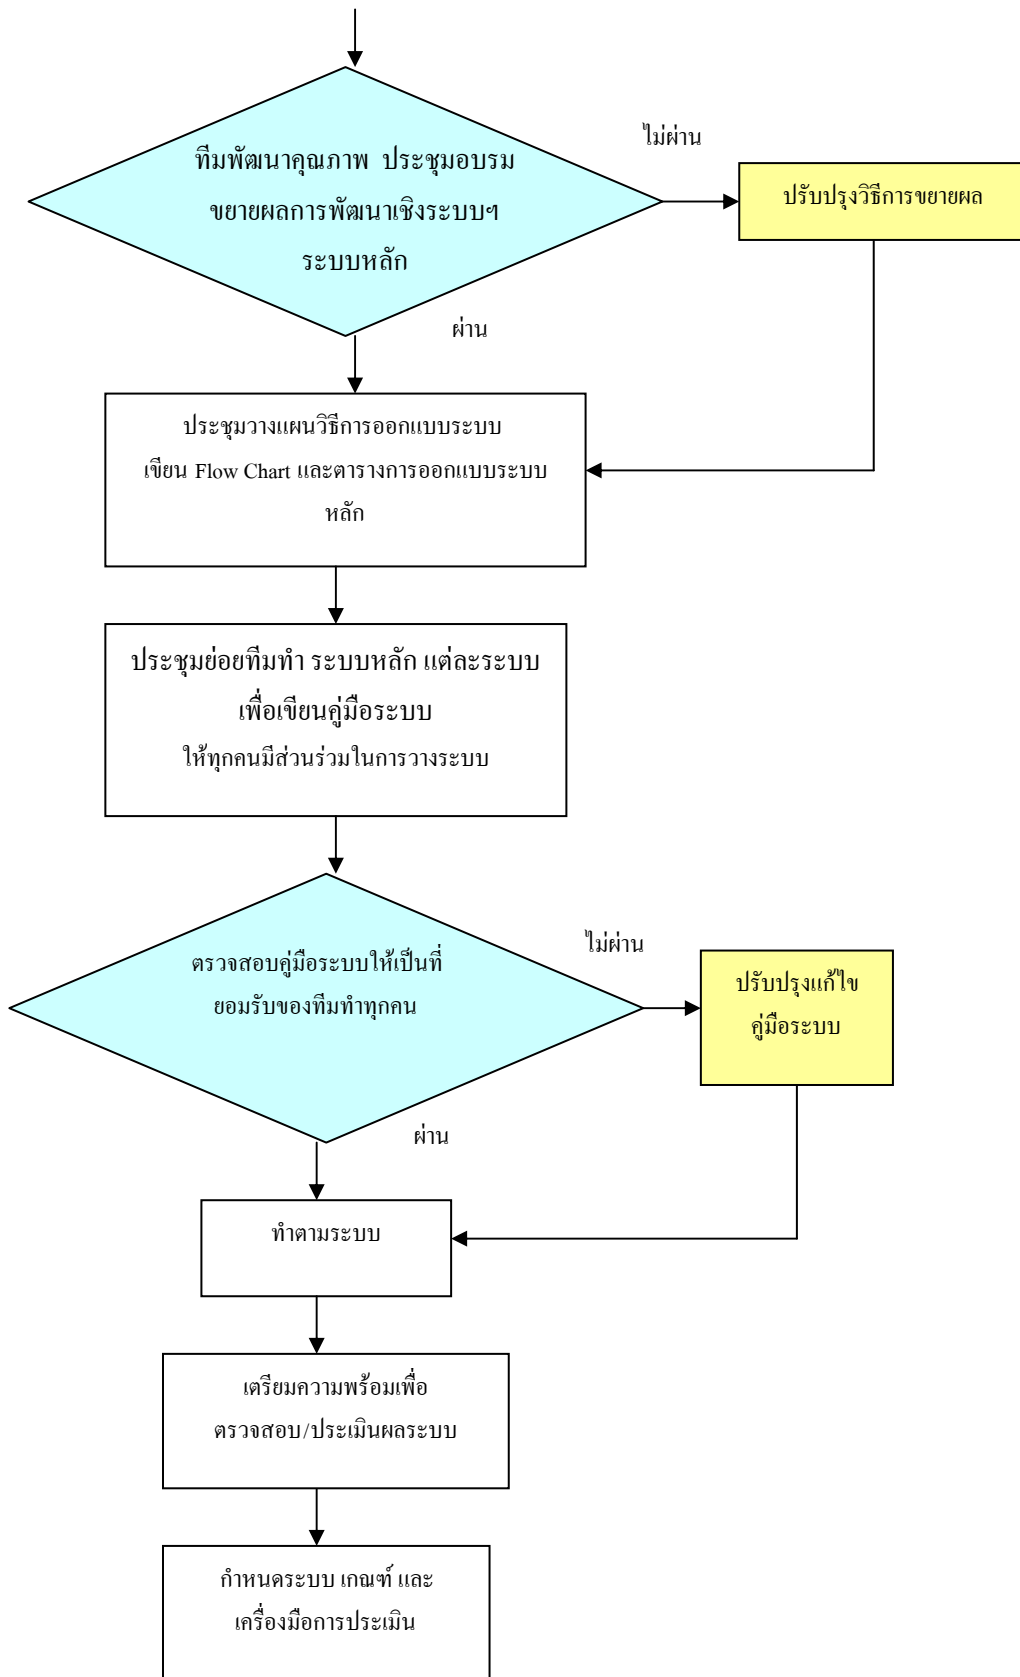 ไม่ผ่าน
ทีมพัฒนาคุณภาพ ประชุมอบรม
ขยายผลการพัฒนาเชิงระบบฯ
ระบบหลัก
ปรับปรุงวิธีการขยายผล
ผ่าน
ประชุมวางแผนวิธีการออกแบบระบบ
เขียน Flow Chart และตารางการออกแบบระบบ
หลัก
ประชุมย่อยทีมทำ ระบบหลัก แต่ละระบบ
เพื่อเขียนคู่มือระบบ
ให้ทุกคนมีส่วนร่วมในการวางระบบ
ไม่ผ่าน
ตรวจสอบคู่มือระบบให้เป็นที่
ยอมรับของทีมทำทุกคน
ปรับปรุงแก้ไข
คู่มือระบบ
ผ่าน
ทำตามระบบ
เตรียมความพร้อมเพื่อ
ตรวจสอบ/ประเมินผลระบบ
กำหนดระบบ เกณฑ์ และ
เครื่องมือการประเมิน